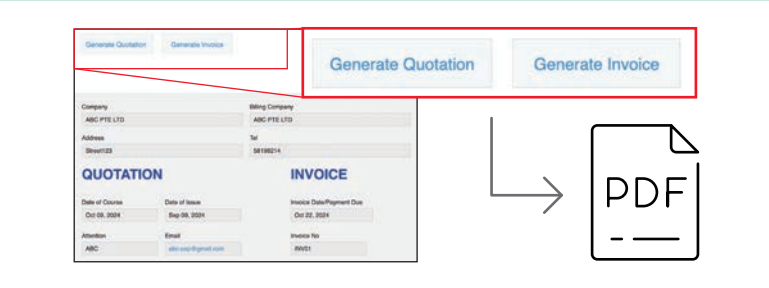 Generate Quotation Generate Invoice
Generate Quotation Generate Invoice
Company Billing Company
ABC PTE LTD ABC PTE LTD
Address Tel
Street123 58198214
QUOTATION INVOICE
Date of Course Date of Issue Invoice Date/Payment Due
Oct 09, 2024 Sep 09, 2024 Oct 22, 2024
Attention Email Invoice No
ABC INV01
PDF